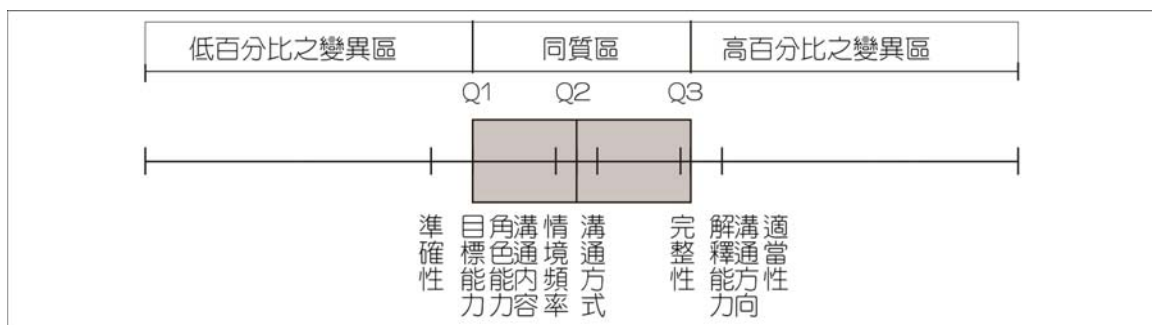 低百分比之變異區 同質區 高百分比之變異區
Q1 Q2 Q3
準確性
目標能力
角色能力
溝通內容
情境頻率
溝通方式
完整性
解釋能力
溝通方向
適當性